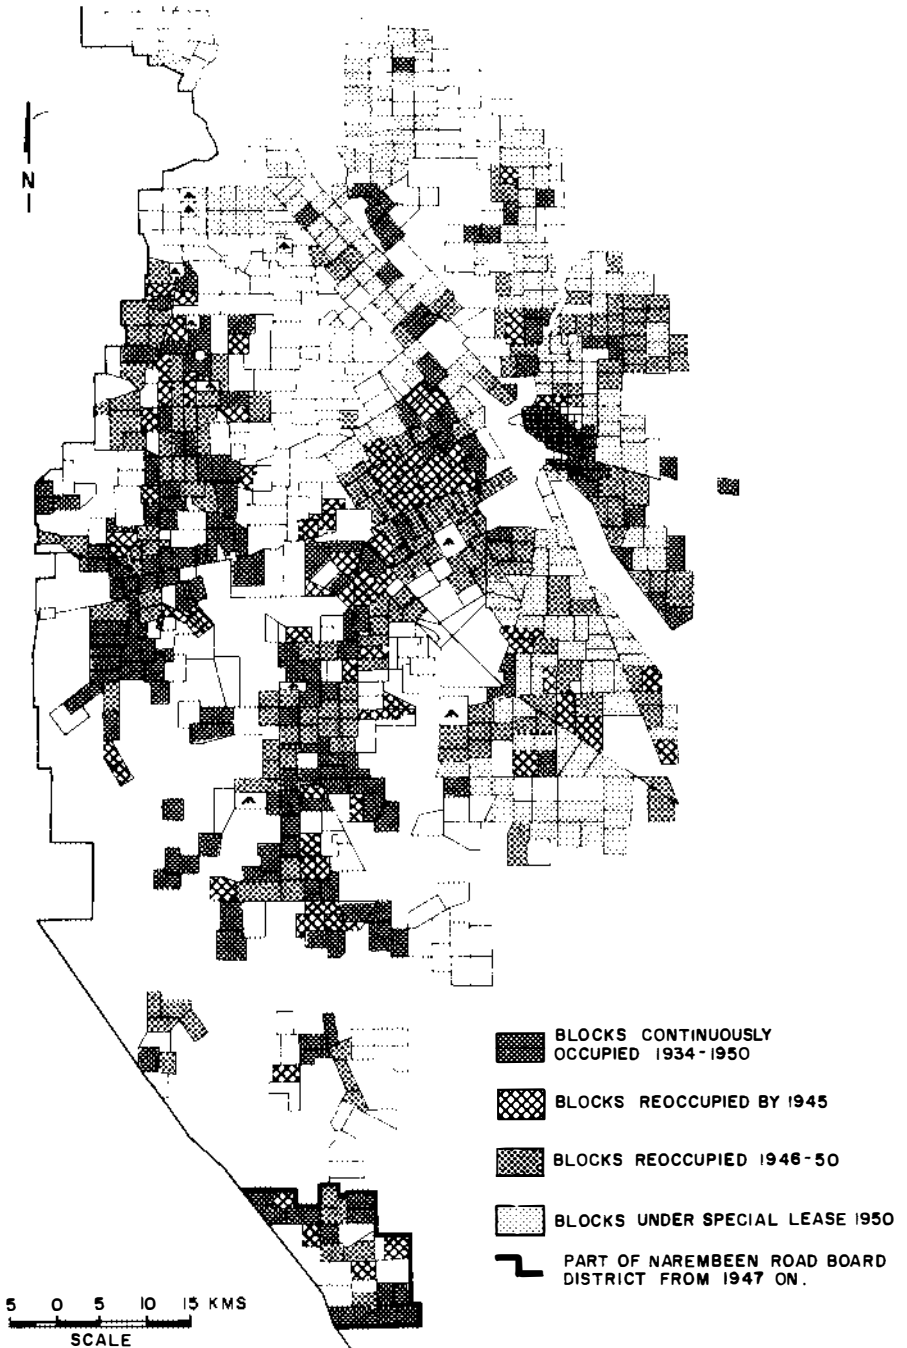 N
BLOCKS CONTINUOUSLY
OCCUPIED 1934-1950
BLOCKS REOCCUPIED BY 1945
BLOCKS REOCCUPIED 1946-50
BLOCKS UNDER SPECIAL LEASE 1950
PART OF NAREMBEEN ROAD BOARD
DISTRICT FROM 1947 ON.
5 0 5 10 15 KMS
SCALE